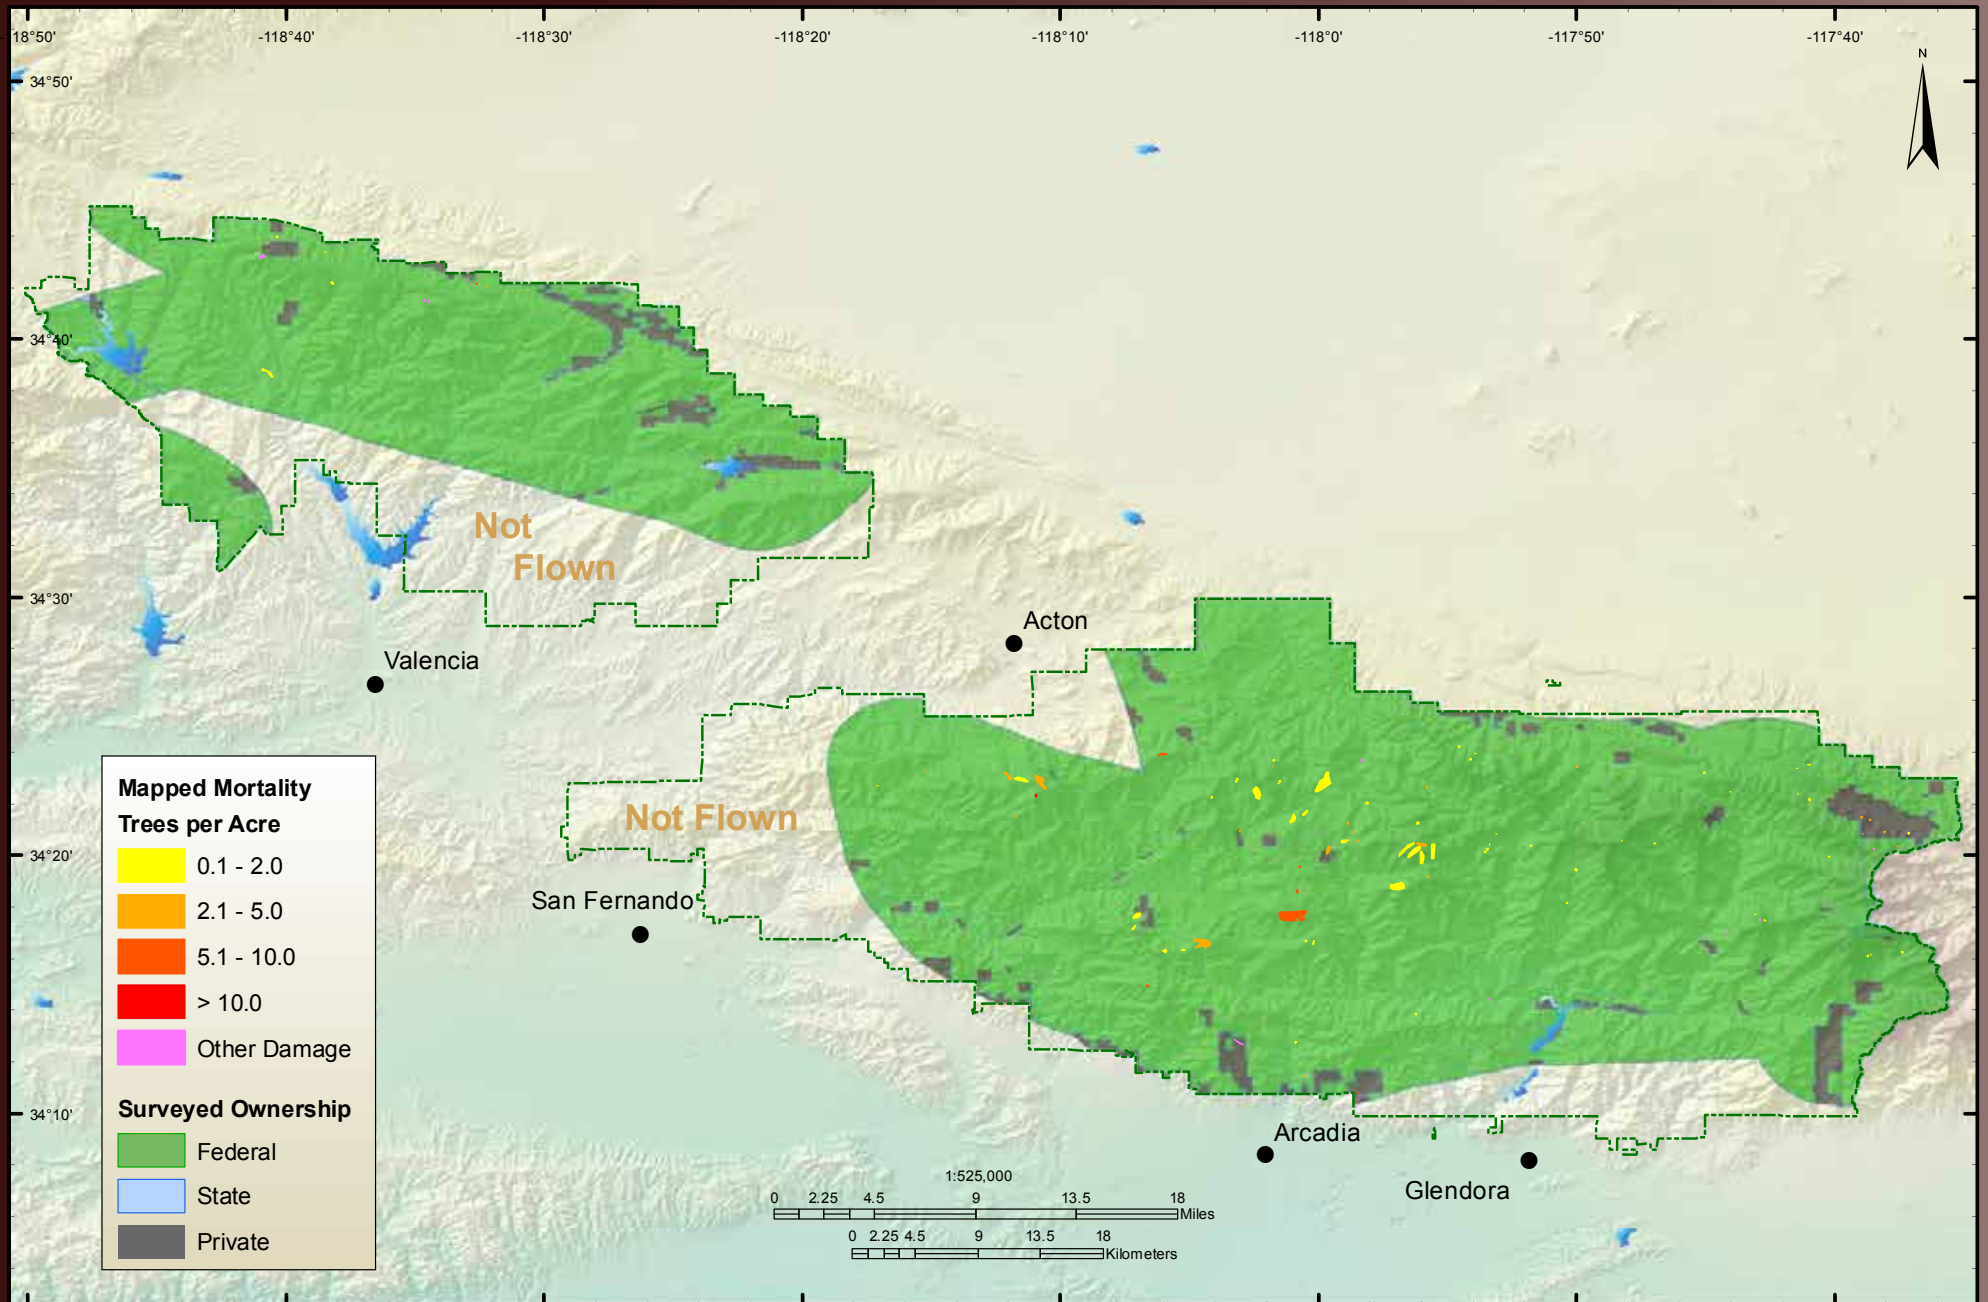 -118°50'
-118°40'
-118°30'
-118°20'
-118°10'
-118°0'
-117°50'
-117°40'
N
34°50'
34°40'
34°30'
34°20'
34°10'
Not
Flown
Acton
Valencia
Not Flown
San Fernando
Arcadia
Glendora
Mapped Mortality
Trees per Acre
0.1 - 2.0
2.1 - 5.0
5.1 - 10.0
> 10.0
Other Damage
Surveyed Ownership
Federal
State
Private
1:525,000
0 2.25 4.5 9 13.5 18
Miles
0 2.25 4.5 9 13.5 18
Kilometers